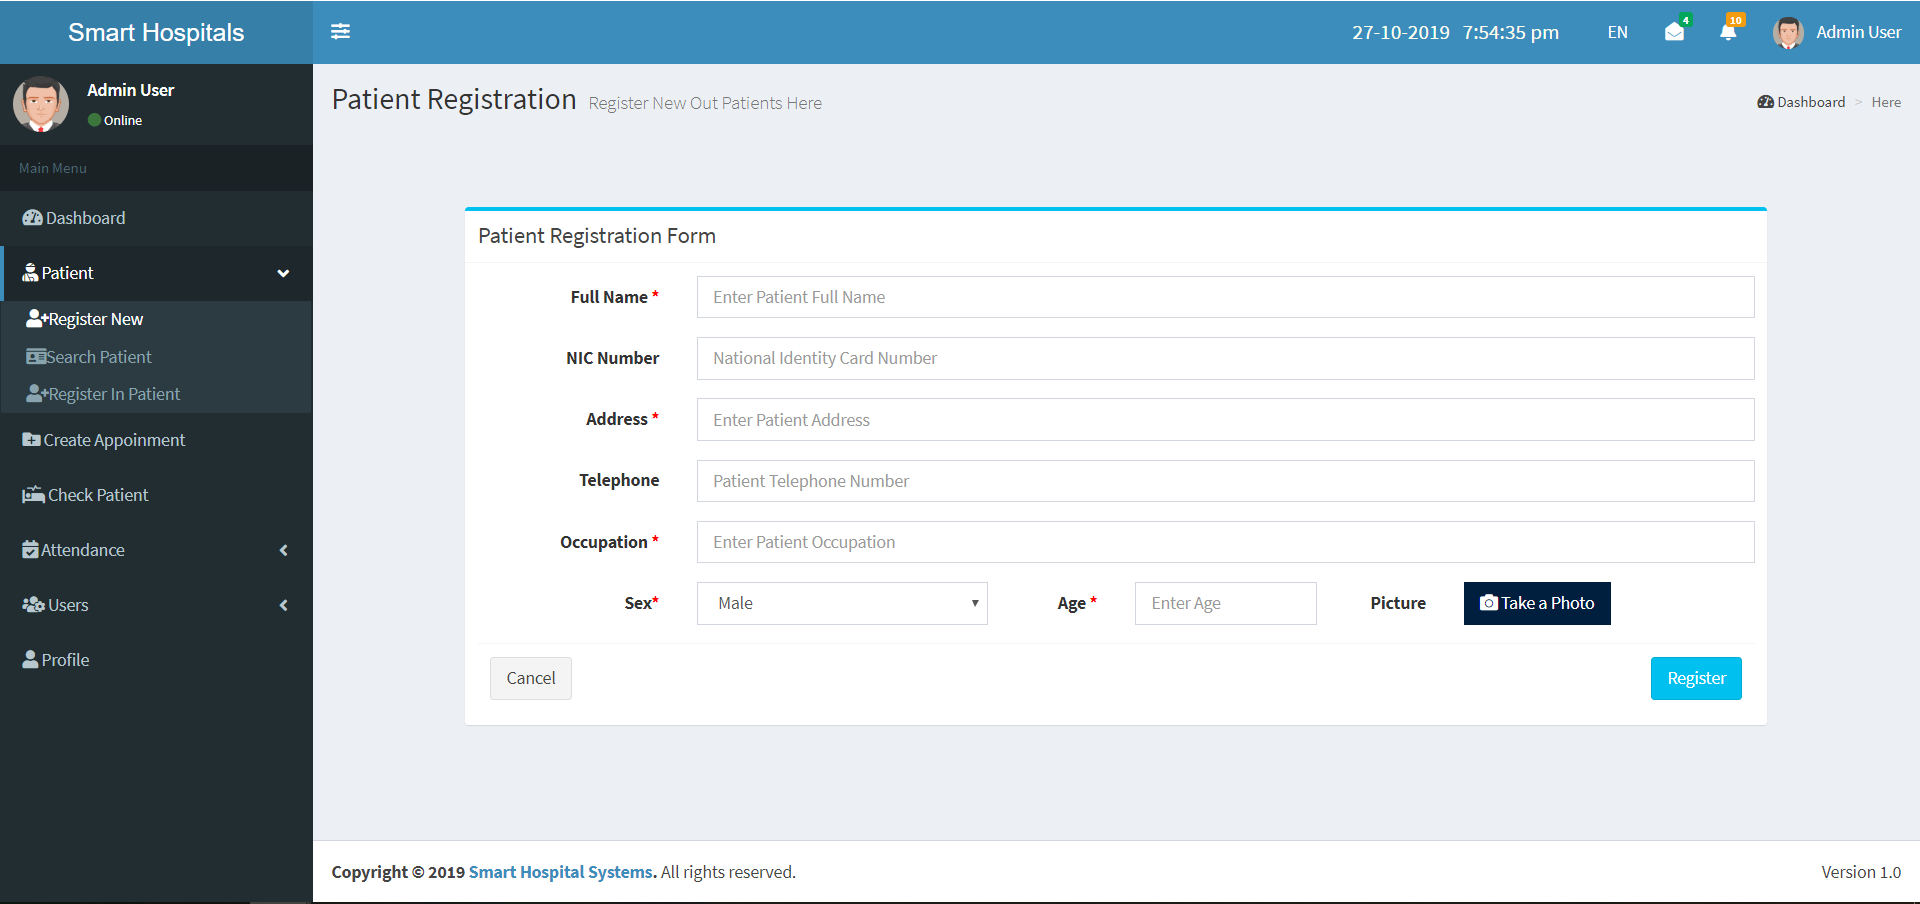 Smart Hospitals
27-10-2019 7:54:35 pm
EN
4
10
Admin User
Admin User
Online
Main Menu
Dashboard
Patient
Register New
Search Patient
Register In Patient
Create Appoinment
Check Patient
Attendance
Users
Profile
Patient Registration Register New Out Patients Here
Dashboard > Here
Patient Registration Form
Full Name * Enter Patient Full Name
NIC Number National Identity Card Number
Address * Enter Patient Address
Telephone Patient Telephone Number
Occupation * Enter Patient Occupation
Sex* Male Age * Enter Age Picture Take a Photo
Cancel Register
Copyright © 2019 Smart Hospital Systems. All rights reserved. Version 1.0